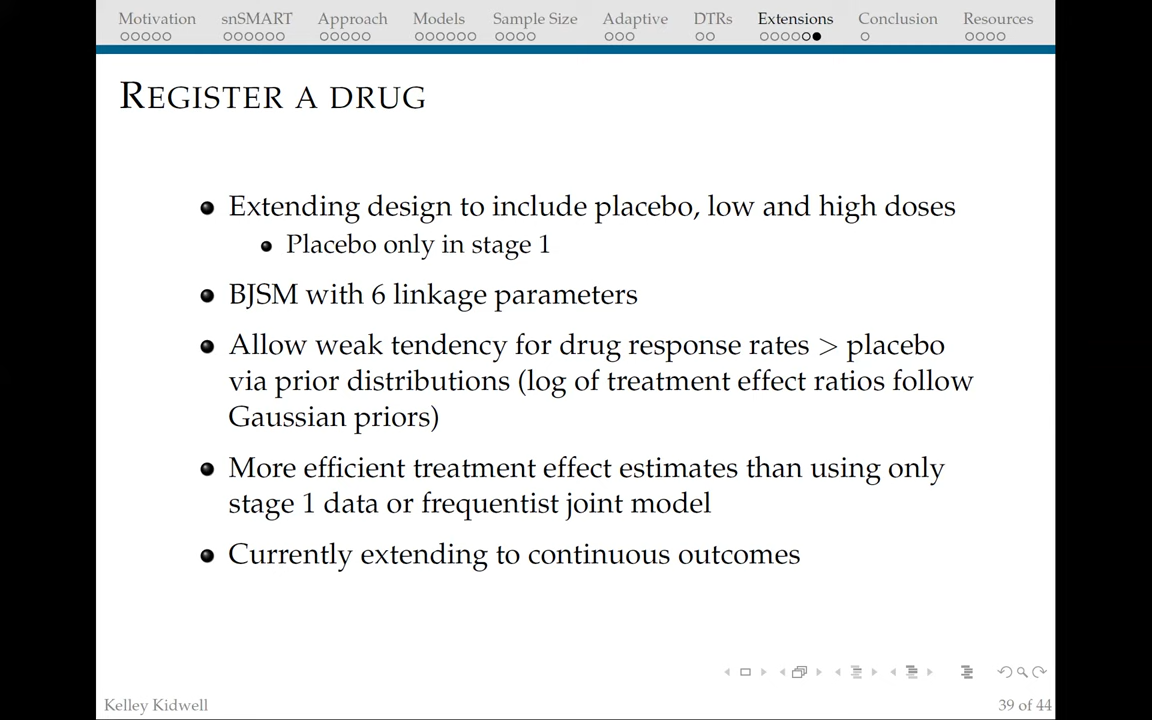 Motivation snSMART Approach Models Sample Size Adaptive DTRs Extensions Conclusion Resources
REGISTER A DRUG
Extending design to include placebo, low and high doses
Placebo only in stage 1
BJSM with 6 linkage parameters
Allow weak tendency for drug response rates > placebo
via prior distributions (log of treatment effect ratios follow
Gaussian priors)
More efficient treatment effect estimates than using only
stage 1 data or frequentist joint model
Currently extending to continuous outcomes
Kelley Kidwell 39 of 44